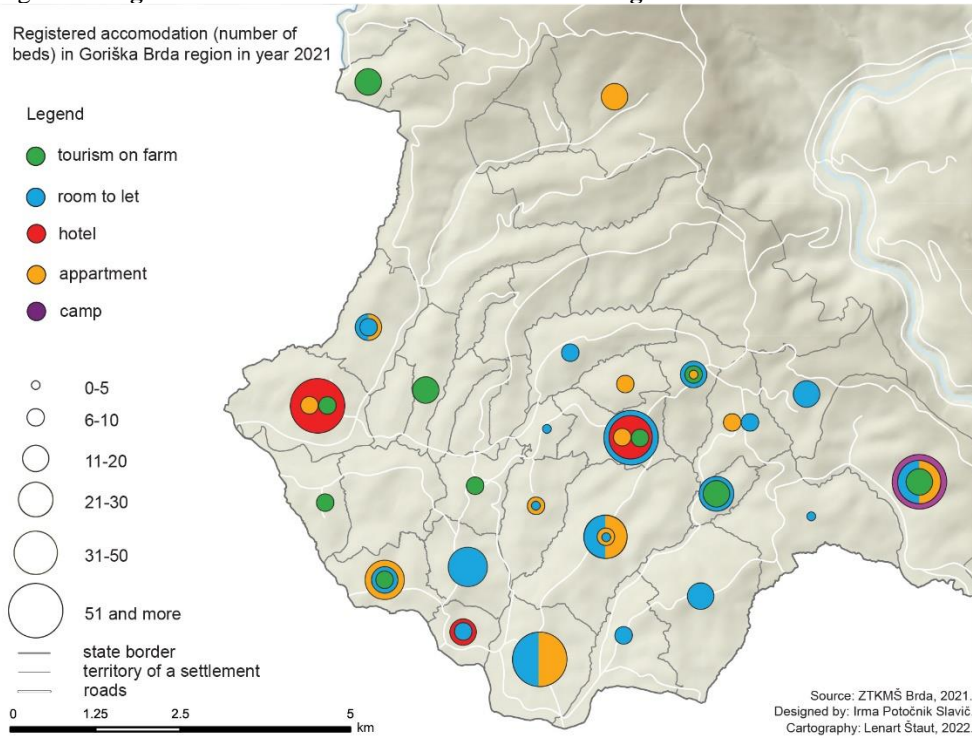 Registered accomodation (number of
beds) in Goriška Brda region in year 2021
Legend
tourism on farm
room to let
hotel
appartment
camp
0-5
6-10
11-20
21-30
31-50
51 and more
state border
territory of a settlement
roads
0 1.25 2.5 5
km
Source: ZTKMŠ Brda, 2021.
Designed by: Irma Potočnik Slavič.
Cartography: Lenart Štaut, 2022.